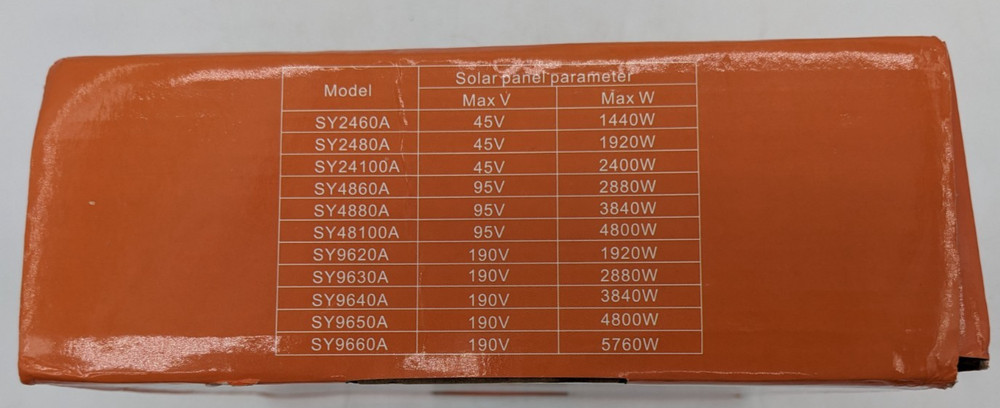 Model Solar panel parameter
Max V Max W
SY2460A 45V 1440W
SY2480A 45V 1920W
SY24100A 45V 2400W
SY4860A 95V 2880W
SY4880A 95V 3840W
SY48100A 95V 4800W
SY9620A 190V 1920W
SY9630A 190V 2880W
SY9640A 190V 3840W
SY9650A 190V 4800W
SY9660A 190V 5760W